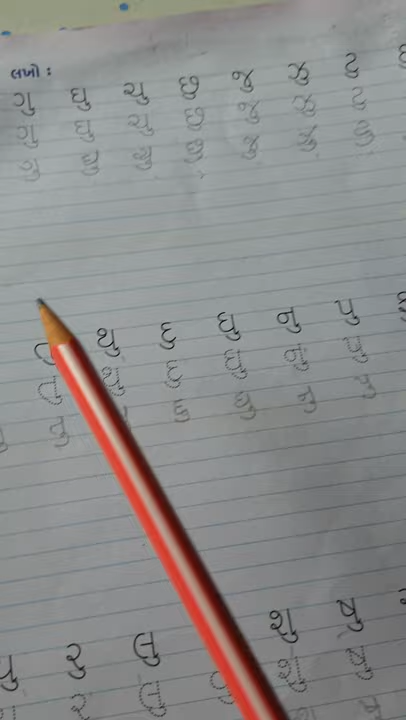 લખો :
ગુ ઘુ ચુ છુ જુ ઝુ ટુ
ગુ ઘુ ચુ છુ જુ ઝુ ટુ
ગુ ઘુ ચુ છુ જુ ઝુ ટુ
તુ થુ દુ ધુ નુ પુ
તુ થુ દુ ધુ નુ પુ
તુ દુ ધુ નુ પુ
રુ લુ શુ ષુ
રુ લુ શુ ષુ